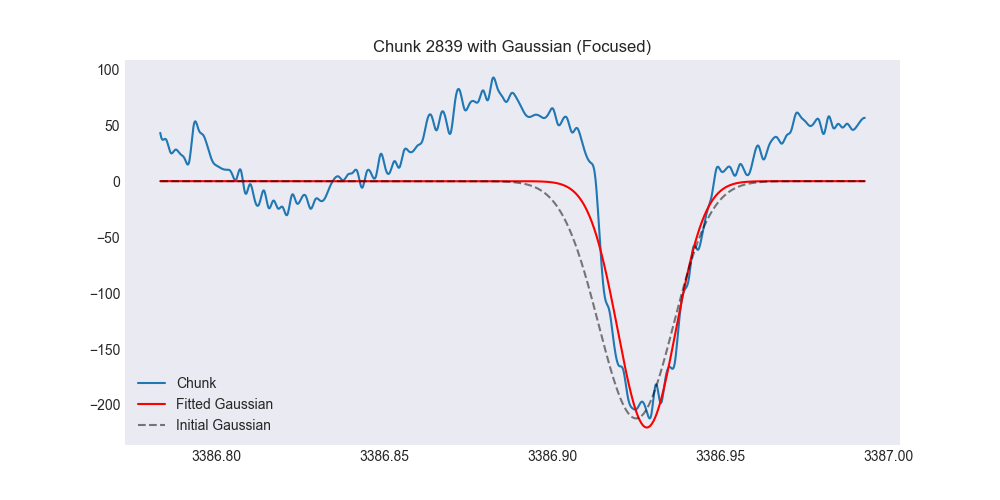 Chunk 2839 with Gaussian (Focused)
100
50
0
−50
−100
−150
−200
Chunk
Fitted Gaussian
Initial Gaussian
3386.80 3386.85 3386.90 3386.95 3387.00